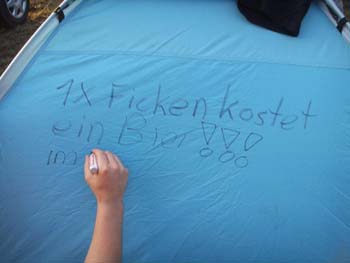 1x Ficken kostet
ein Bier !!!
im